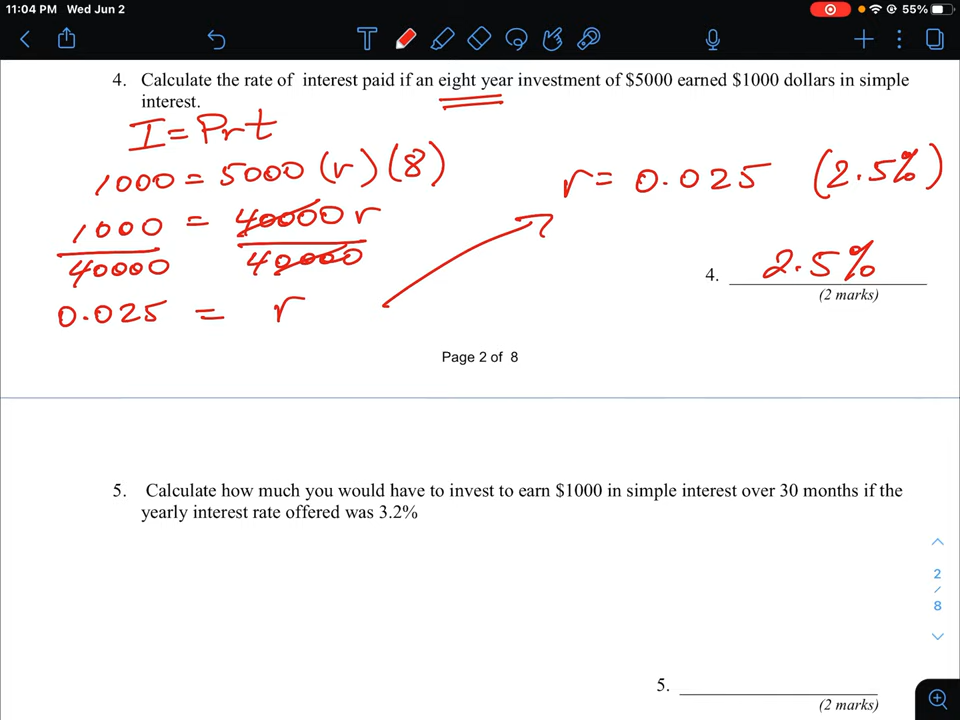 11:04 PM Wed Jun 2
55%
4. Calculate the rate of interest paid if an eight year investment of $5000 earned $1000 dollars in simple
interest.
I = Prt
1000 = 5000 (r) (8)
1000 = 40000 r
40000 40000
0.025 = r
r = 0.025 (2.5%)
4. 2.5%
(2 marks)
Page 2 of 8
5. Calculate how much you would have to invest to earn $1000 in simple interest over 30 months if the
yearly interest rate offered was 3.2%
2
/
8
5. ____________________
(2 marks)